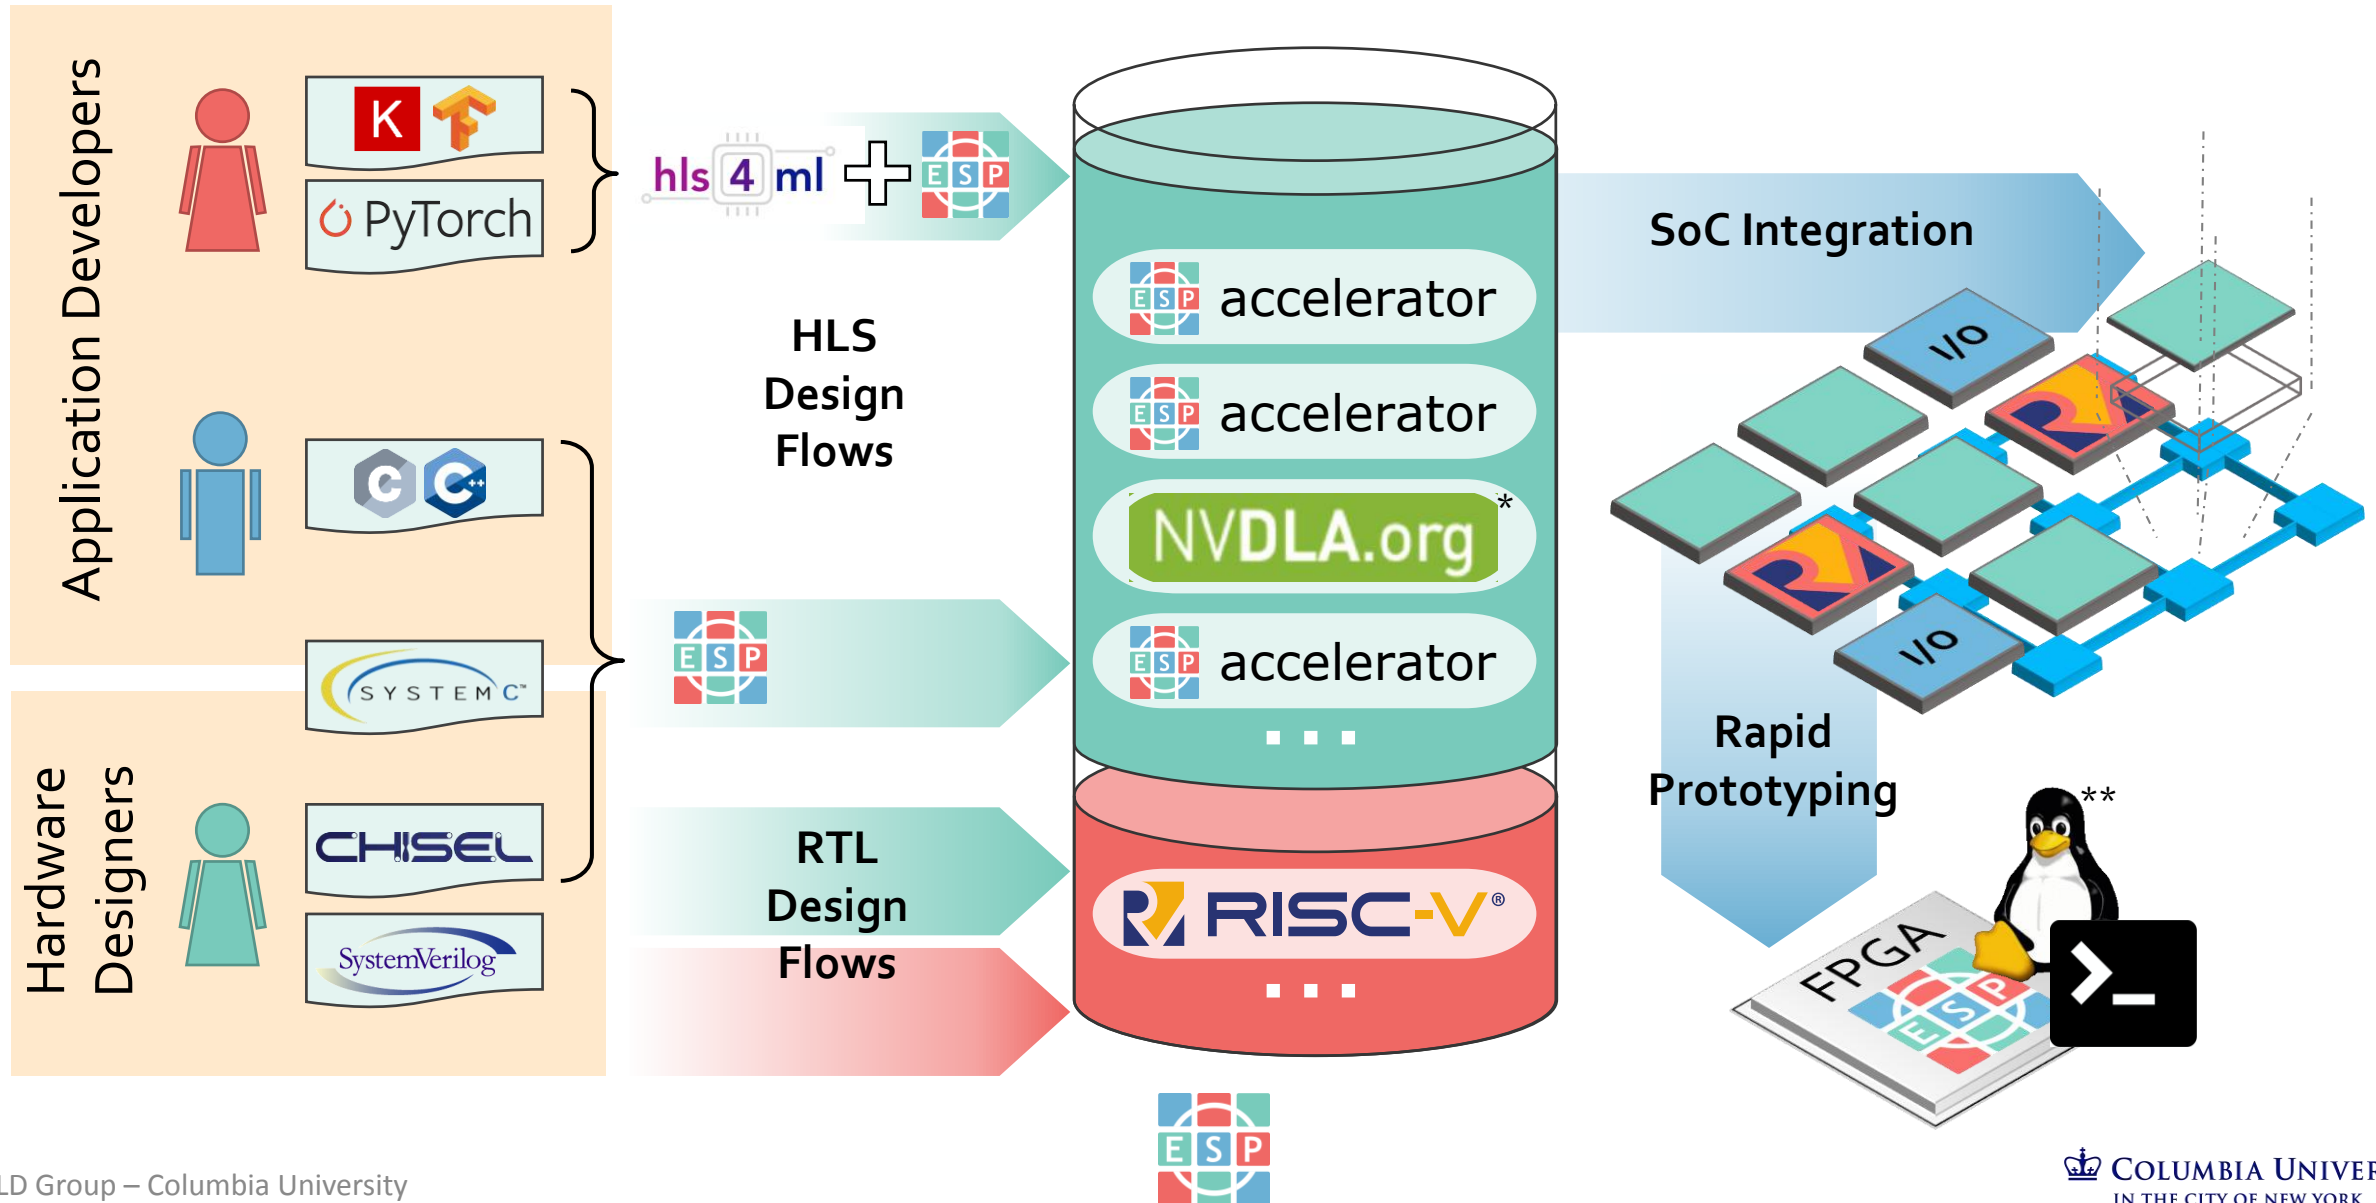 Application Developers
K
PyTorch
C C++
SYSTEM C™
Hardware
Designers
CHISEL
SystemVerilog
hls 4 ml
ESP
HLS
Design
Flows
ESP
RTL
Design
Flows
ESP accelerator
ESP accelerator
NVDLA.org*
ESP accelerator
...
RISC-V®
...
SoC Integration
I/O
I/O
Rapid
Prototyping
**
FPGA
ESP
>_
ESP
LD Group – Columbia University
COLUMBIA UNIVER
IN THE CITY OF NEW YORK